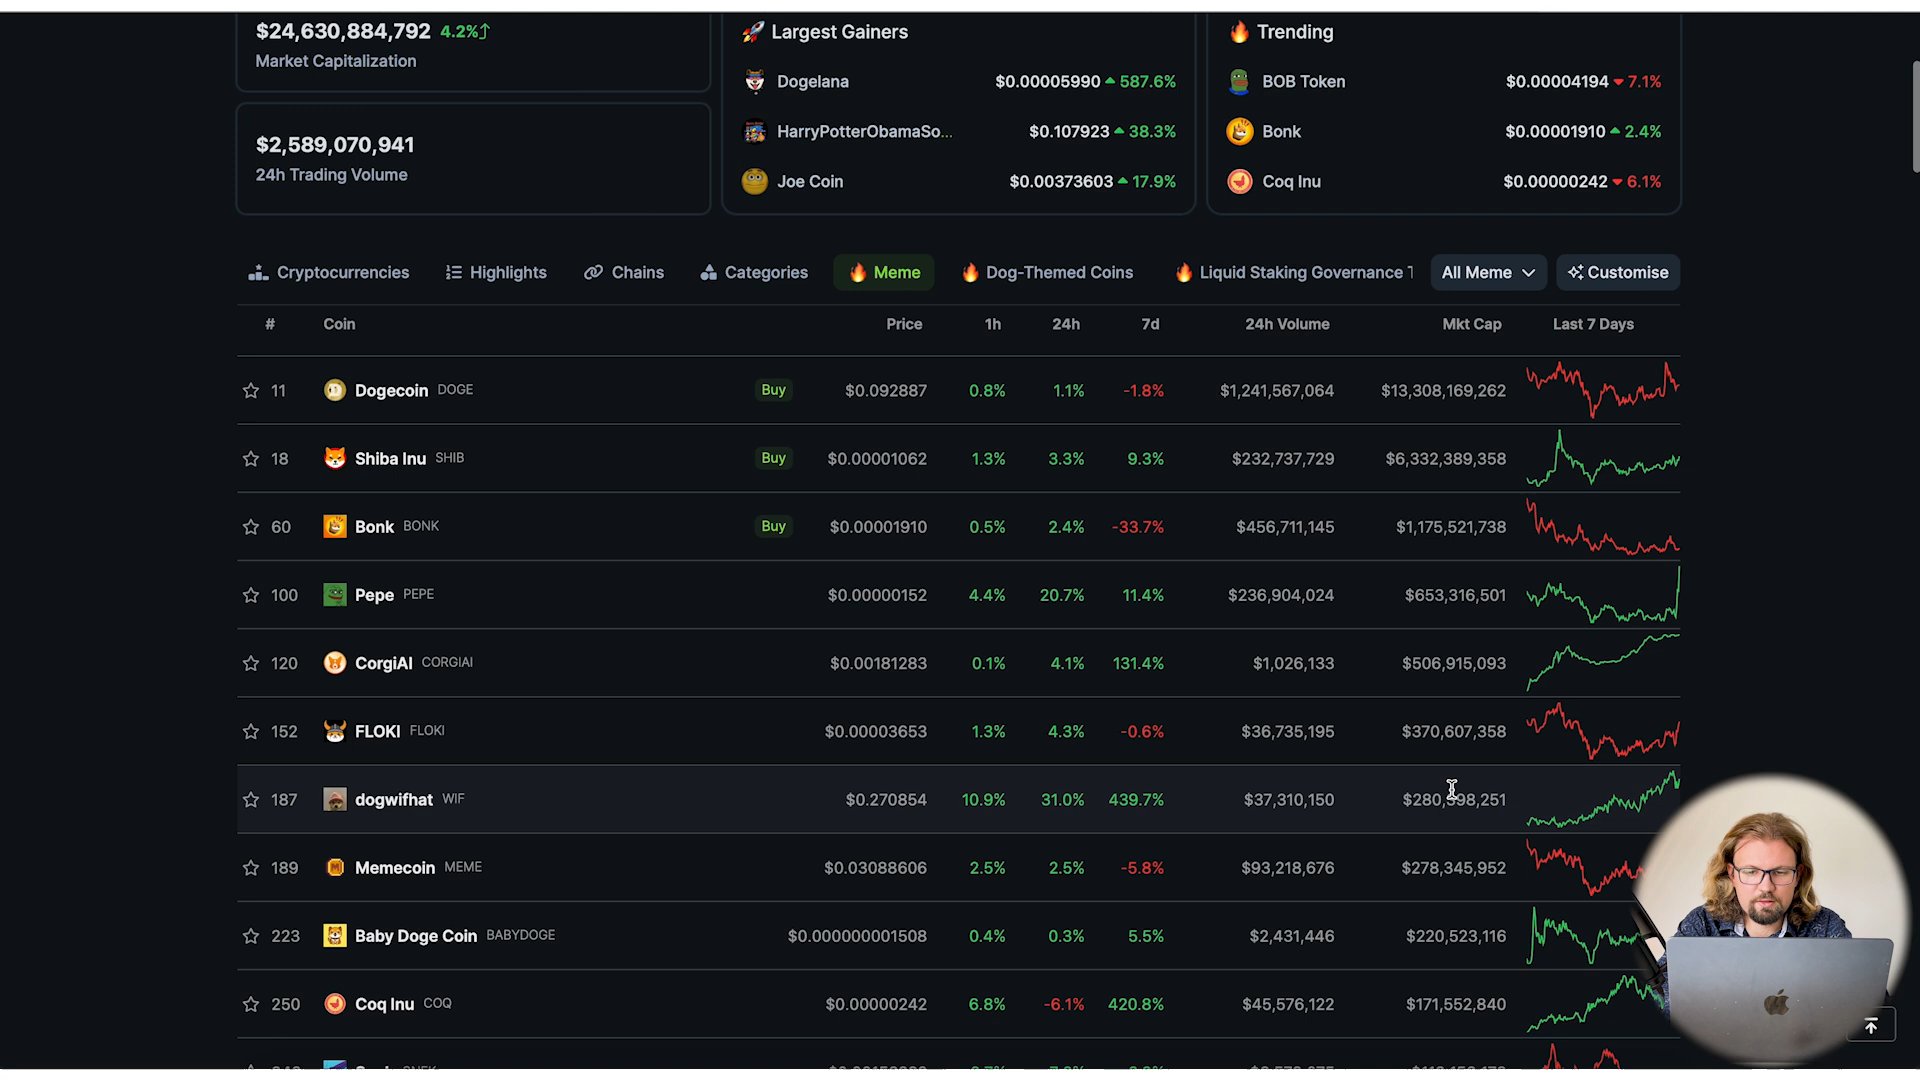 $24,630,884,792 4.2%
Market Capitalization
$2,589,070,941
24h Trading Volume
Largest Gainers
Dogelana $0.00005990 587.6%
HarryPotterObamaSo... $0.107923 38.3%
Joe Coin $0.00373603 17.9%
Trending
BOB Token $0.00004194 7.1%
Bonk $0.00001910 2.4%
Coq Inu $0.00000242 6.1%
Cryptocurrencies Highlights Chains Categories Meme Dog-Themed Coins Liquid Staking Governance All Meme Customise
# Coin Price 1h 24h 7d 24h Volume Mkt Cap Last 7 Days
11 Dogecoin DOGE Buy $0.092887 0.8% 1.1% -1.8% $1,241,567,064 $13,308,169,262
18 Shiba Inu SHIB Buy $0.00001062 1.3% 3.3% 9.3% $232,737,729 $6,332,389,358
60 Bonk BONK Buy $0.00001910 0.5% 2.4% -33.7% $456,711,145 $1,175,521,738
100 Pepe PEPE $0.00000152 4.4% 20.7% 11.4% $236,904,024 $653,316,501
120 CorgiAI CORGIAI $0.00181283 0.1% 4.1% 131.4% $1,026,133 $506,915,093
152 FLOKI FLOKI $0.00003653 1.3% 4.3% -0.6% $36,735,195 $370,607,358
187 dogwifhat WIF $0.270854 10.9% 31.0% 439.7% $37,310,150
189 Memecoin MEME $0.03088606 2.5% 2.5% -5.8% $93,218,676 $278,345,952
223 Baby Doge Coin BABYDOGE $0.000000001508 0.4% 0.3% 5.5% $2,431,446 $220,523,116
250 Coq Inu COQ $0.00000242 6.8% -6.1% 420.8% $45,576,122 $171,552,840